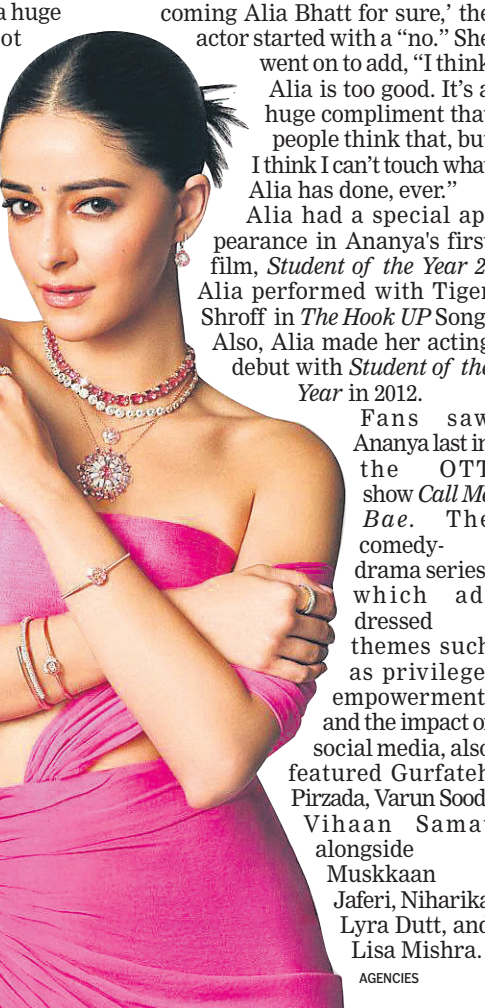 a huge
ot
coming Alia Bhatt for sure,’ the
actor started with a “no.” She
went on to add, “I think
Alia is too good. It’s a
huge compliment that
people think that, but
I think I can’t touch what
Alia has done, ever.”
Alia had a special ap-
pearance in Ananya's first
film, Student of the Year 2.
Alia performed with Tiger
Shroff in The Hook UP Song.
Also, Alia made her acting
debut with Student of the
Year in 2012.
Fans saw
Ananya last in
the OTT
show Call Me
Bae. The
comedy-
drama series,
which ad-
dressed
themes such
as privilege,
empowerment,
and the impact of
social media, also
featured Gurfateh
Pirzada, Varun Sood,
Vihaan
alongside
Muskkaan
Jaferi, Niharika
Lyra Dutt, and
Lisa Mishra.
AGENCIES